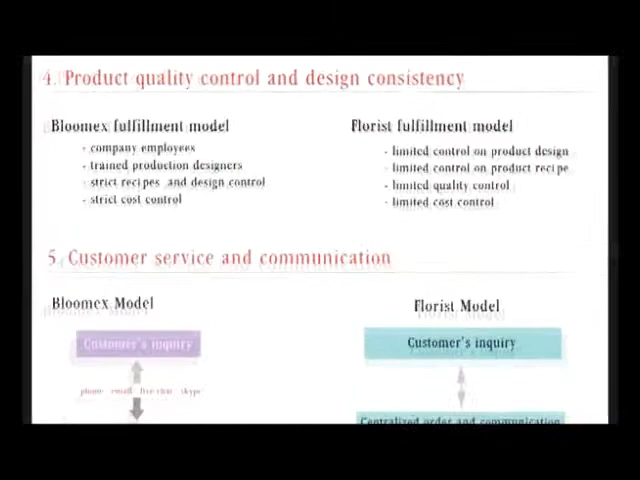 4. Product quality control and design consistency
Bloomex fulfillment model
- company employees
- trained production designers
- strict recipes and design control
- strict cost control
Florist fulfillment model
- limited control on product design
- limited control on product recipe
- limited quality control
- limited cost control
5. Customer service and communication
Bloomex Model
Customer's inquiry
phone email live chat skype
Florist Model
Customer's inquiry
Centralized order and communication